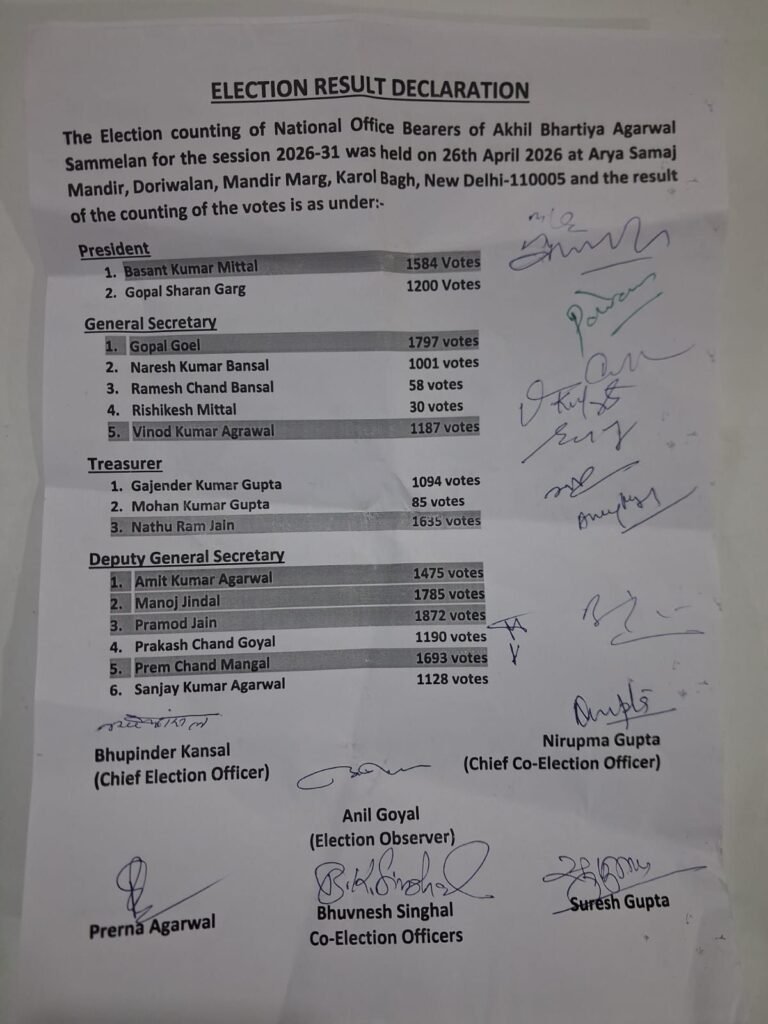 ELECTION RESULT DECLARATION
The Election counting of National Office Bearers of Akhil Bhartiya Agarwal
Sammelan for the session 2026-31 was held on 26th April 2026 at Arya Samaj
Mandir, Doriwalan, Mandir Marg, Karol Bagh, New Delhi-110005 and the result
of the counting of the votes is as under:-
President
1. Basant Kumar Mittal 1584 Votes
2. Gopal Sharan Garg 1200 Votes
General Secretary
1. Gopal Goel 1797 votes
2. Naresh Kumar Bansal 1001 votes
3. Ramesh Chand Bansal 58 votes
4. Rishikesh Mittal 30 votes
5. Vinod Kumar Agrawal 1187 votes
Treasurer
1. Gajender Kumar Gupta 1094 votes
2. Mohan Kumar Gupta 85 votes
3. Nathu Ram Jain 1635 votes
Deputy General Secretary
1. Amit Kumar Agarwal 1475 votes
2. Manoj Jindal 1785 votes
3. Pramod Jain 1872 votes
4. Prakash Chand Goyal 1190 votes
5. Prem Chand Mangal 1693 votes
6. Sanjay Kumar Agarwal 1128 votes
Bhupinder Kansal
(Chief Election Officer)
Nirupma Gupta
(Chief Co-Election Officer)
Anil Goyal
(Election Observer)
B.K. Singhal
Prerna Agarwal
Bhuvnesh Singhal
Suresh Gupta
Co-Election Officers